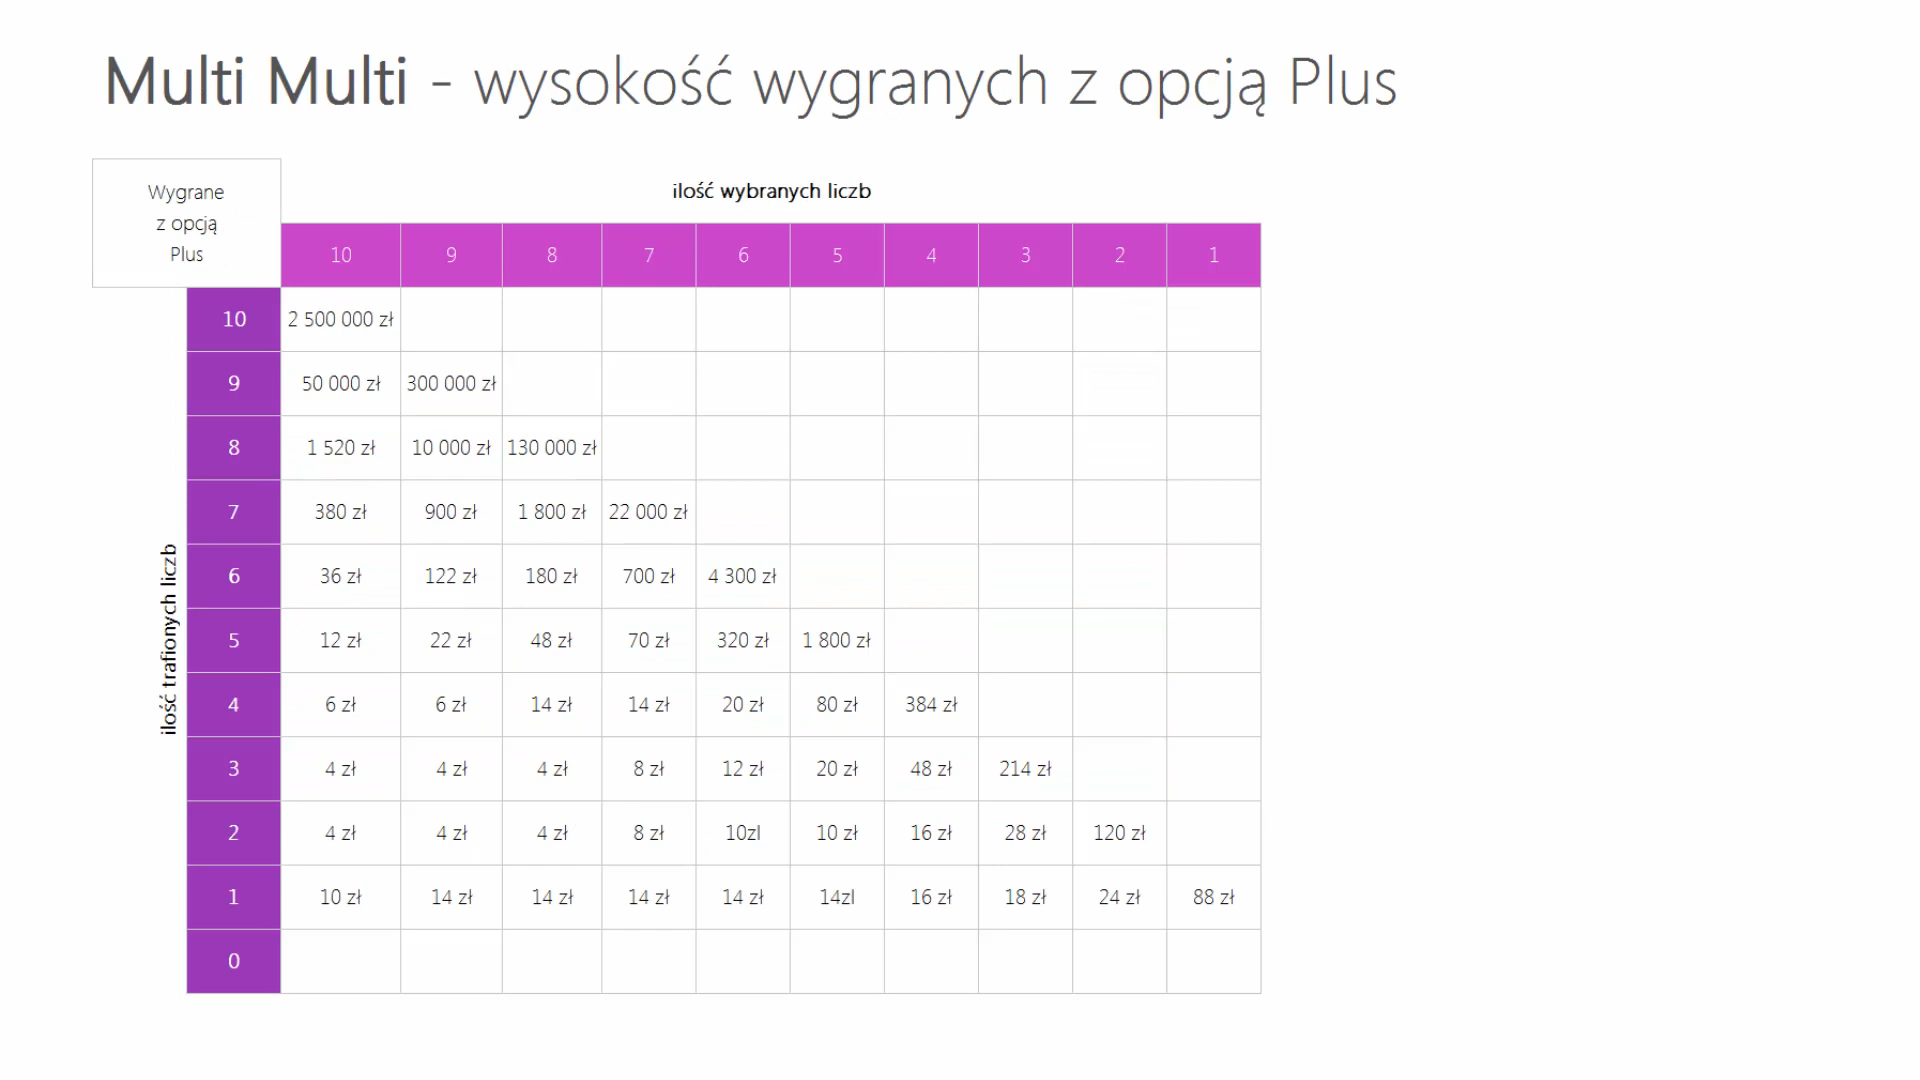 Multi Multi - wysokość wygranych z opcją Plus
Wygrane
z opcją
Plus
ilość wybranych liczb
10 9 8 7 6 5 4 3 2 1
ilość trafionych liczb
10 2 500 000 zł
9 50 000 zł 300 000 zł
8 1 520 zł 10 000 zł 130 000 zł
7 380 zł 900 zł 1 800 zł 22 000 zł
6 36 zł 122 zł 180 zł 700 zł 4 300 zł
5 12 zł 22 zł 48 zł 70 zł 320 zł 1 800 zł
4 6 zł 6 zł 14 zł 14 zł 20 zł 80 zł 384 zł
3 4 zł 4 zł 4 zł 8 zł 12 zł 20 zł 48 zł 214 zł
2 4 zł 4 zł 4 zł 8 zł 10zl 10 zł 16 zł 28 zł 120 zł
1 10 zł 14 zł 14 zł 14 zł 14 zł 14zl 16 zł 18 zł 24 zł 88 zł
0